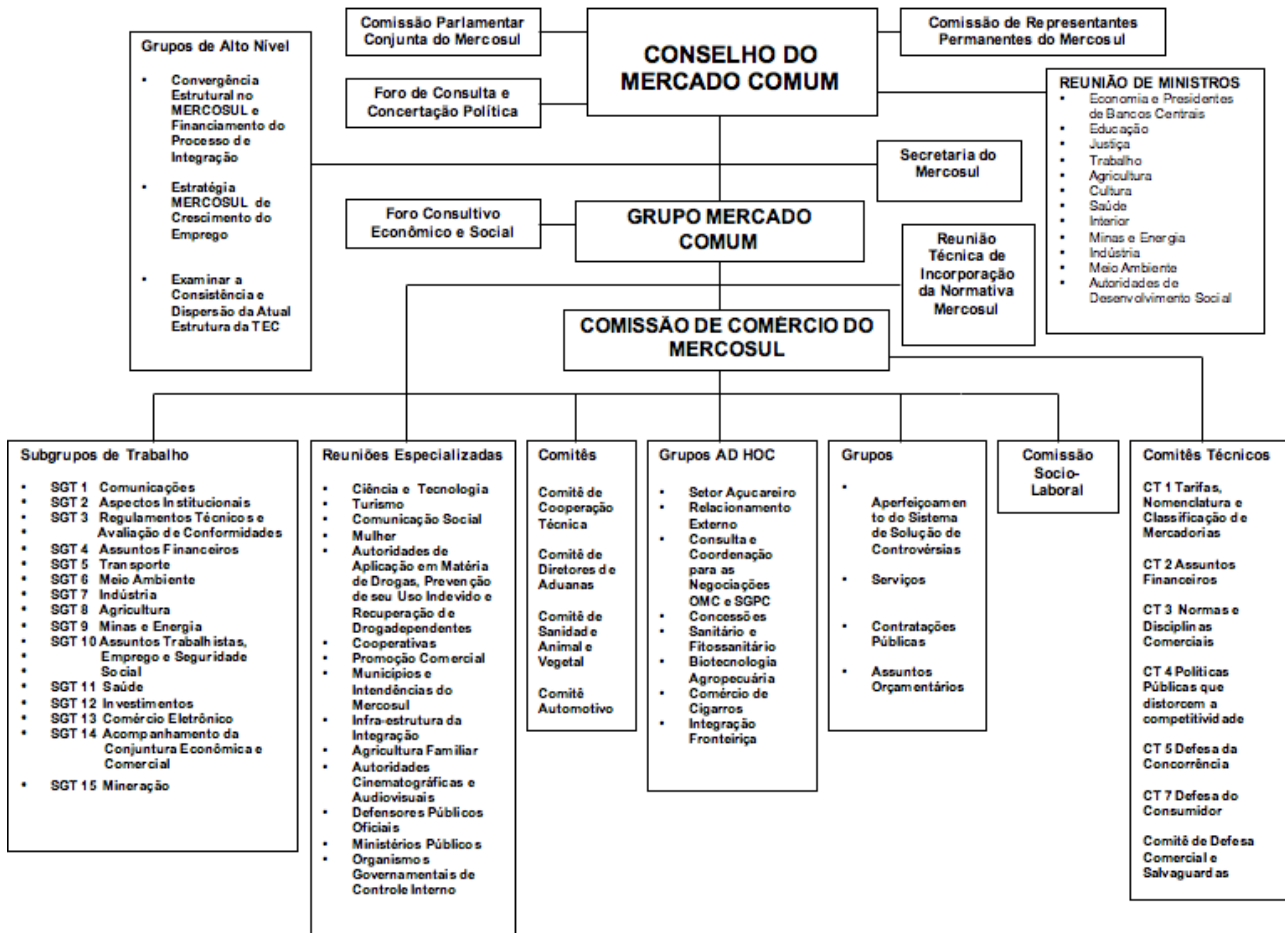 Comissão Parlamentar
Conjunta do Mercosul
CONSELHO DO
MERCADO COMUM
Comissão de Representantes
Permanentes do Mercosul
Grupos de Alto Nível
▪ Convergência
Estrutural no
MERCOSUL e
Financiamento do
Processo de
Integração
▪ Estratégia
MERCOSUL de
Crescimento do
Emprego
▪ Examinar a
Consistência e
Dispersão da Atual
Estrutura da TEC
Foro de Consulta e
Concertação Política
REUNIÃO DE MINISTROS
▪ Economia e Presidentes
de Bancos Centrais
▪ Educação
▪ Justiça
▪ Trabalho
▪ Agricultura
▪ Cultura
▪ Saúde
▪ Interior
▪ Minas e Energia
▪ Indústria
▪ Meio Ambiente
▪ Autoridades de
Desenvolvimento Social
Secretaria do
Mercosul
Foro Consultivo
Econômico e Social
GRUPO MERCADO
COMUM
Reunião
Técnica de
Incorporação
da Normativa
Mercosul
COMISSÃO DE COMÉRCIO DO
MERCOSUL
Subgrupos de Trabalho
▪ SGT 1 Comunicações
▪ SGT 2 Aspectos Institucionais
▪ SGT 3 Regulamentos Técnicos e
▪ Avaliação de Conformidades
▪ SGT 4 Assuntos Financeiros
▪ SGT 5 Transporte
▪ SGT 6 Meio Ambiente
▪ SGT 7 Indústria
▪ SGT 8 Agricultura
▪ SGT 9 Minas e Energia
▪ SGT 10 Assuntos Trabalhistas,
▪ Emprego e Seguridade
▪ Social
▪ SGT 11 Saúde
▪ SGT 12 Investimentos
▪ SGT 13 Comércio Eletrônico
▪ SGT 14 Acompanhamento da
Conjuntura Econômica e
Comercial
▪ SGT 15 Mineração
Reuniões Especializadas
▪ Ciência e Tecnologia
▪ Turismo
▪ Comunicação Social
▪ Mulher
▪ Autoridades de
Aplicação em Matéria
de Drogas, Prevenção
de seu Uso Indevido e
Recuperação de
Drogadependentes
▪ Cooperativas
▪ Promoção Comercial
▪ Municípios e
Intendências do
Mercosul
▪ Infra-estrutura da
Integração
▪ Agricultura Familiar
▪ Autoridades
Cinematográficas e
Audiovisuais
▪ Defensores Públicos
Oficiais
▪ Ministérios Públicos
▪ Organismos
Governamentais de
Controle Interno
Comitês
Comitê de
Cooperação
Técnica
Comitê de
Diretores de
Aduanas
Comitê de
Sanidade
Animal e
Vegetal
Comitê
Automotivo
Grupos AD HOC
▪ Setor Açucareiro
▪ Relacionamento
Externo
▪ Consulta e
Coordenação
para as
Negociações
OMC e SGPC
▪ Concessões
▪ Sanitário e
Fitossanitário
▪ Biotecnologia
Agropecuária
▪ Comércio de
Cigarros
▪ Integração
Fronteiriça
Grupos
▪
Aperfeiçoamen
to do Sistema
de Solução de
Controvérsias
▪ Serviços
▪ Contratações
Públicas
▪ Assuntos
Orçamentários
Comissão
Socio-
Laboral
Comitês Técnicos
CT 1 Tarifas,
Nomenclatura e
Classificação de
Mercadorias
CT 2 Assuntos
Financeiros
CT 3 Normas e
Disciplinas
Comerciais
CT 4 Políticas
Públicas que
distorcem a
competitividade
CT 5 Defesa da
Concorrência
CT 7 Defesa do
Consumidor
Comitê de Defesa
Comercial e
Salvaguardas